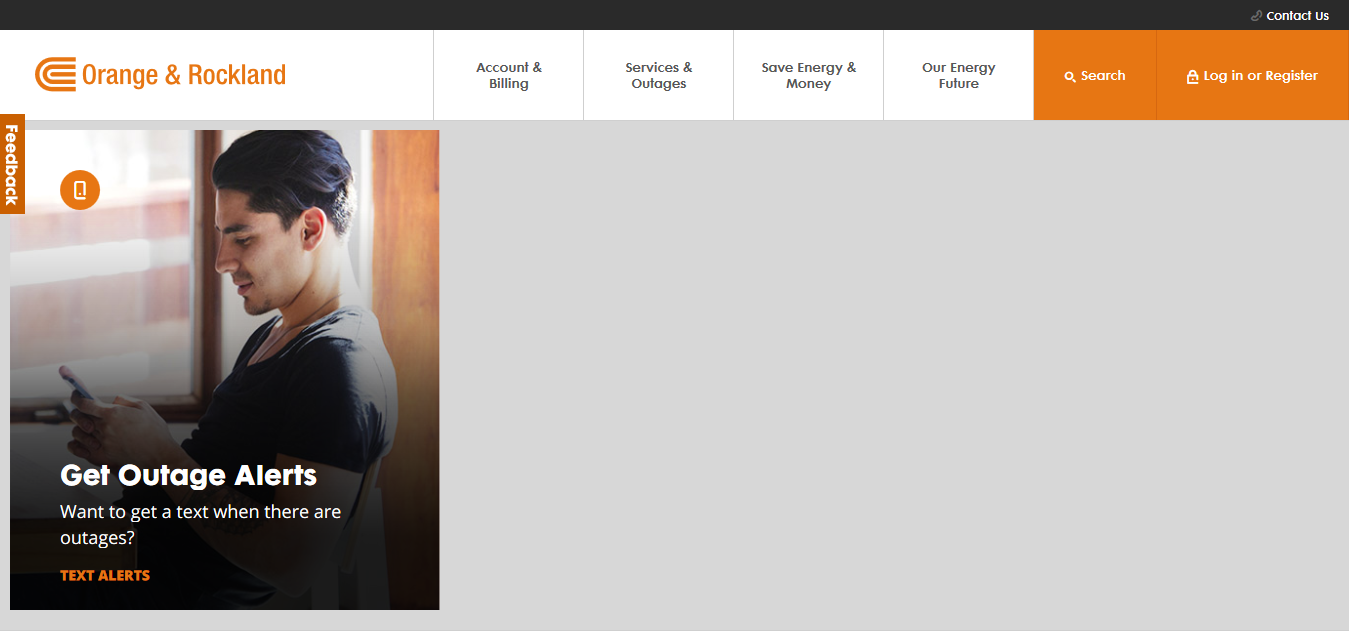 Contact Us
Orange & Rockland
Account &
Billing
Services &
Outages
Save Energy &
Money
Our Energy
Future
Search
Log in or Register
Feedback
Get Outage Alerts
Want to get a text when there are
outages?
TEXT ALERTS